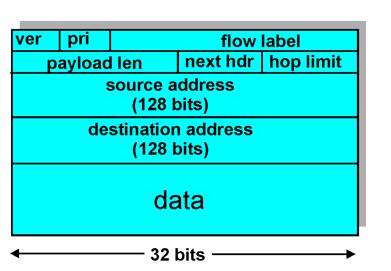 ver pri flow label
payload len next hdr hop limit
source address
(128 bits)
destination address
(128 bits)
data
32 bits